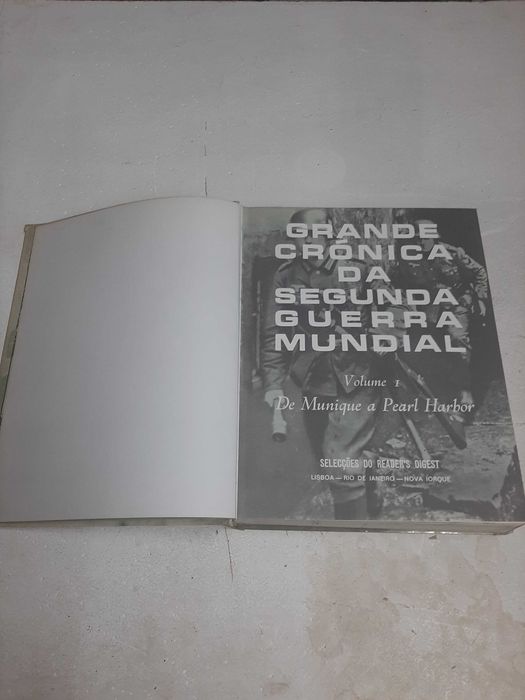 GRANDE
CRÓNICA
DA
SEGUNDA
GUERRA
MUNDIAL
Volume I
De Munique a Pearl Harbor
SELECÇÕES DO READER'S DIGEST
LISBOA — RIO DE JANEIRO — NOVA IORQUE